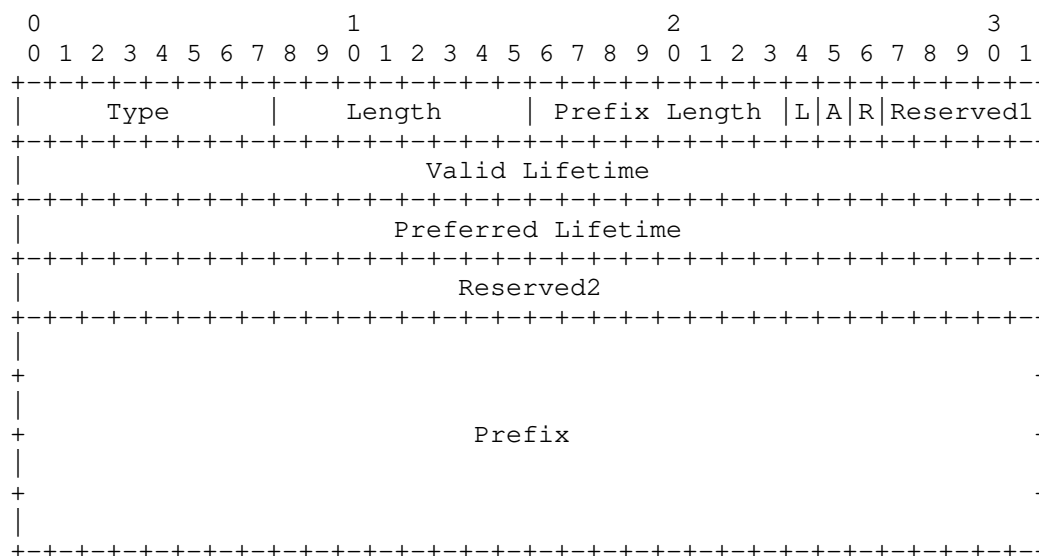 0                   1                   2                   3
 0 1 2 3 4 5 6 7 8 9 0 1 2 3 4 5 6 7 8 9 0 1 2 3 4 5 6 7 8 9 0 1
+-+-+-+-+-+-+-+-+-+-+-+-+-+-+-+-+-+-+-+-+-+-+-+-+-+-+-+-+-+-+-+-
|     Type      |    Length     | Prefix Length |L|A|R|Reserved1
+-+-+-+-+-+-+-+-+-+-+-+-+-+-+-+-+-+-+-+-+-+-+-+-+-+-+-+-+-+-+-+-
|                         Valid Lifetime
+-+-+-+-+-+-+-+-+-+-+-+-+-+-+-+-+-+-+-+-+-+-+-+-+-+-+-+-+-+-+-+-
|                       Preferred Lifetime
+-+-+-+-+-+-+-+-+-+-+-+-+-+-+-+-+-+-+-+-+-+-+-+-+-+-+-+-+-+-+-+-
|                           Reserved2
+-+-+-+-+-+-+-+-+-+-+-+-+-+-+-+-+-+-+-+-+-+-+-+-+-+-+-+-+-+-+-+-
|
+                                                               -
|
+                            Prefix                             -
|
+                                                               -
|
+-+-+-+-+-+-+-+-+-+-+-+-+-+-+-+-+-+-+-+-+-+-+-+-+-+-+-+-+-+-+-+-